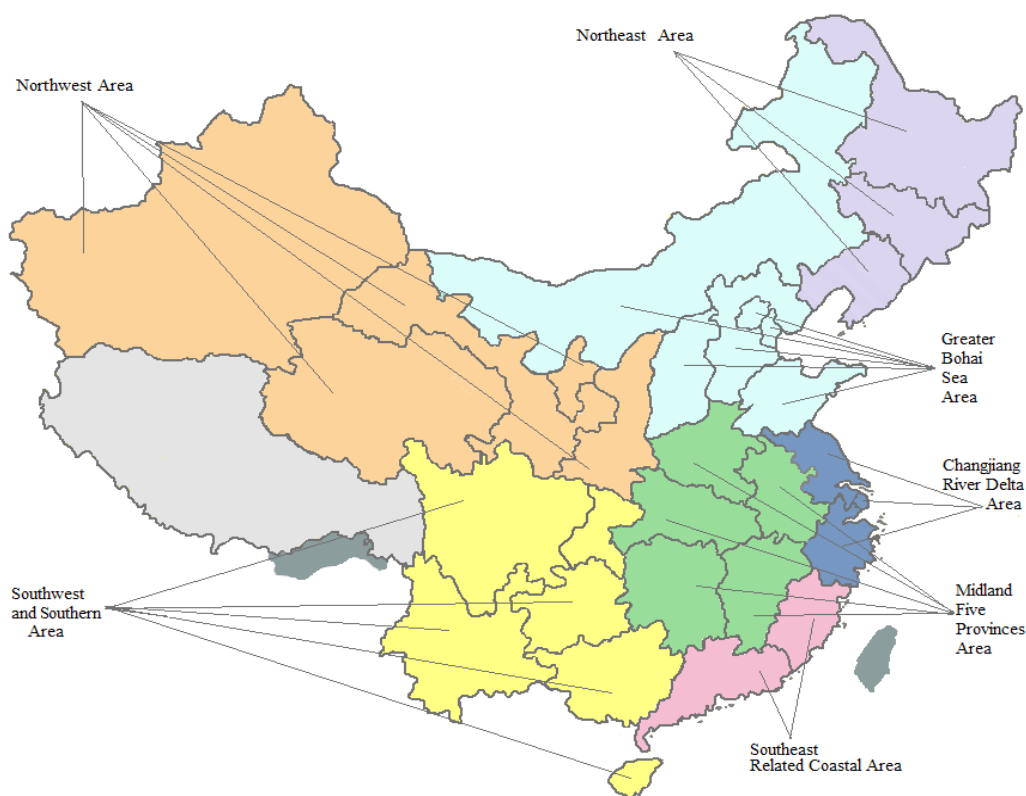 Northeast Area
Northwest Area
Greater
Bohai
Sea
Area
Changjiang
River Delta
Area
Southwest
and Southern
Area
Midland
Five
Provinces
Area
Southeast
Related Coastal Area